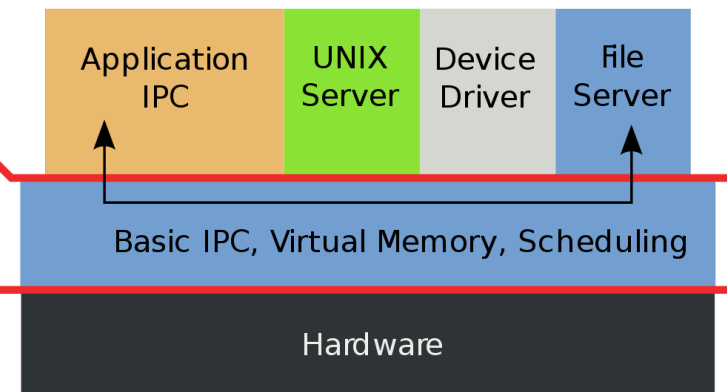 Application
IPC
UNIX
Server
Device
Driver
File
Server
Basic IPC, Virtual Memory, Scheduling
Hardware